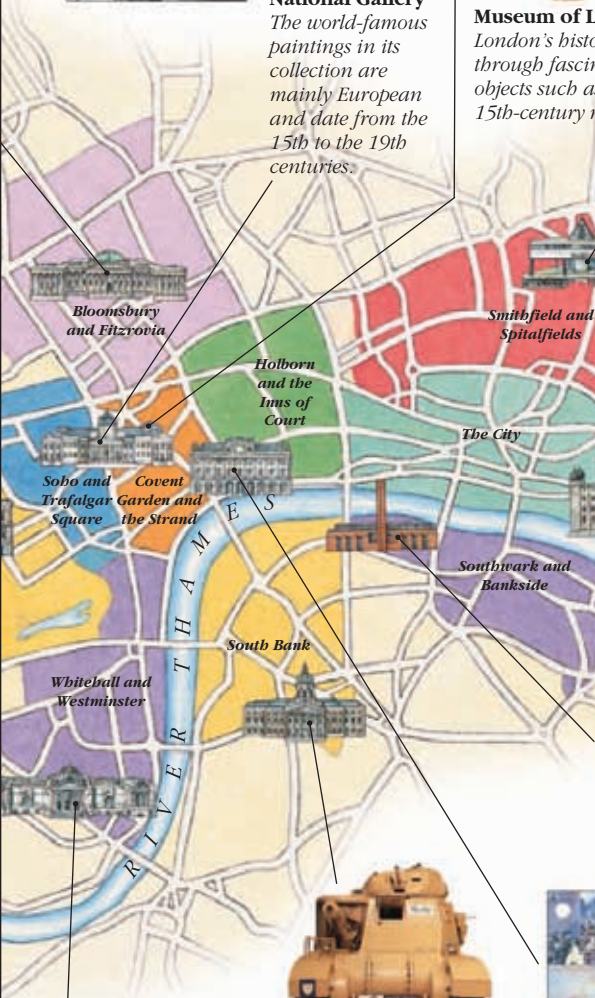 National Gallery
The world-famous
paintings in its
collection are
mainly European
and date from the
15th to the 19th
centuries.
Museum of L
London's histo
through fascin
objects such a
15th-century
Bloomsbury
and Fitzrovia
Smithfield and
Spitalfields
Holborn
and the
Inns of
Court
The City
Soho and
Trafalgar
Square
Covent
Garden and
the Strand
Southwark and
Bankside
South Bank
Whitehall and
Westminster
RIVER THAMES